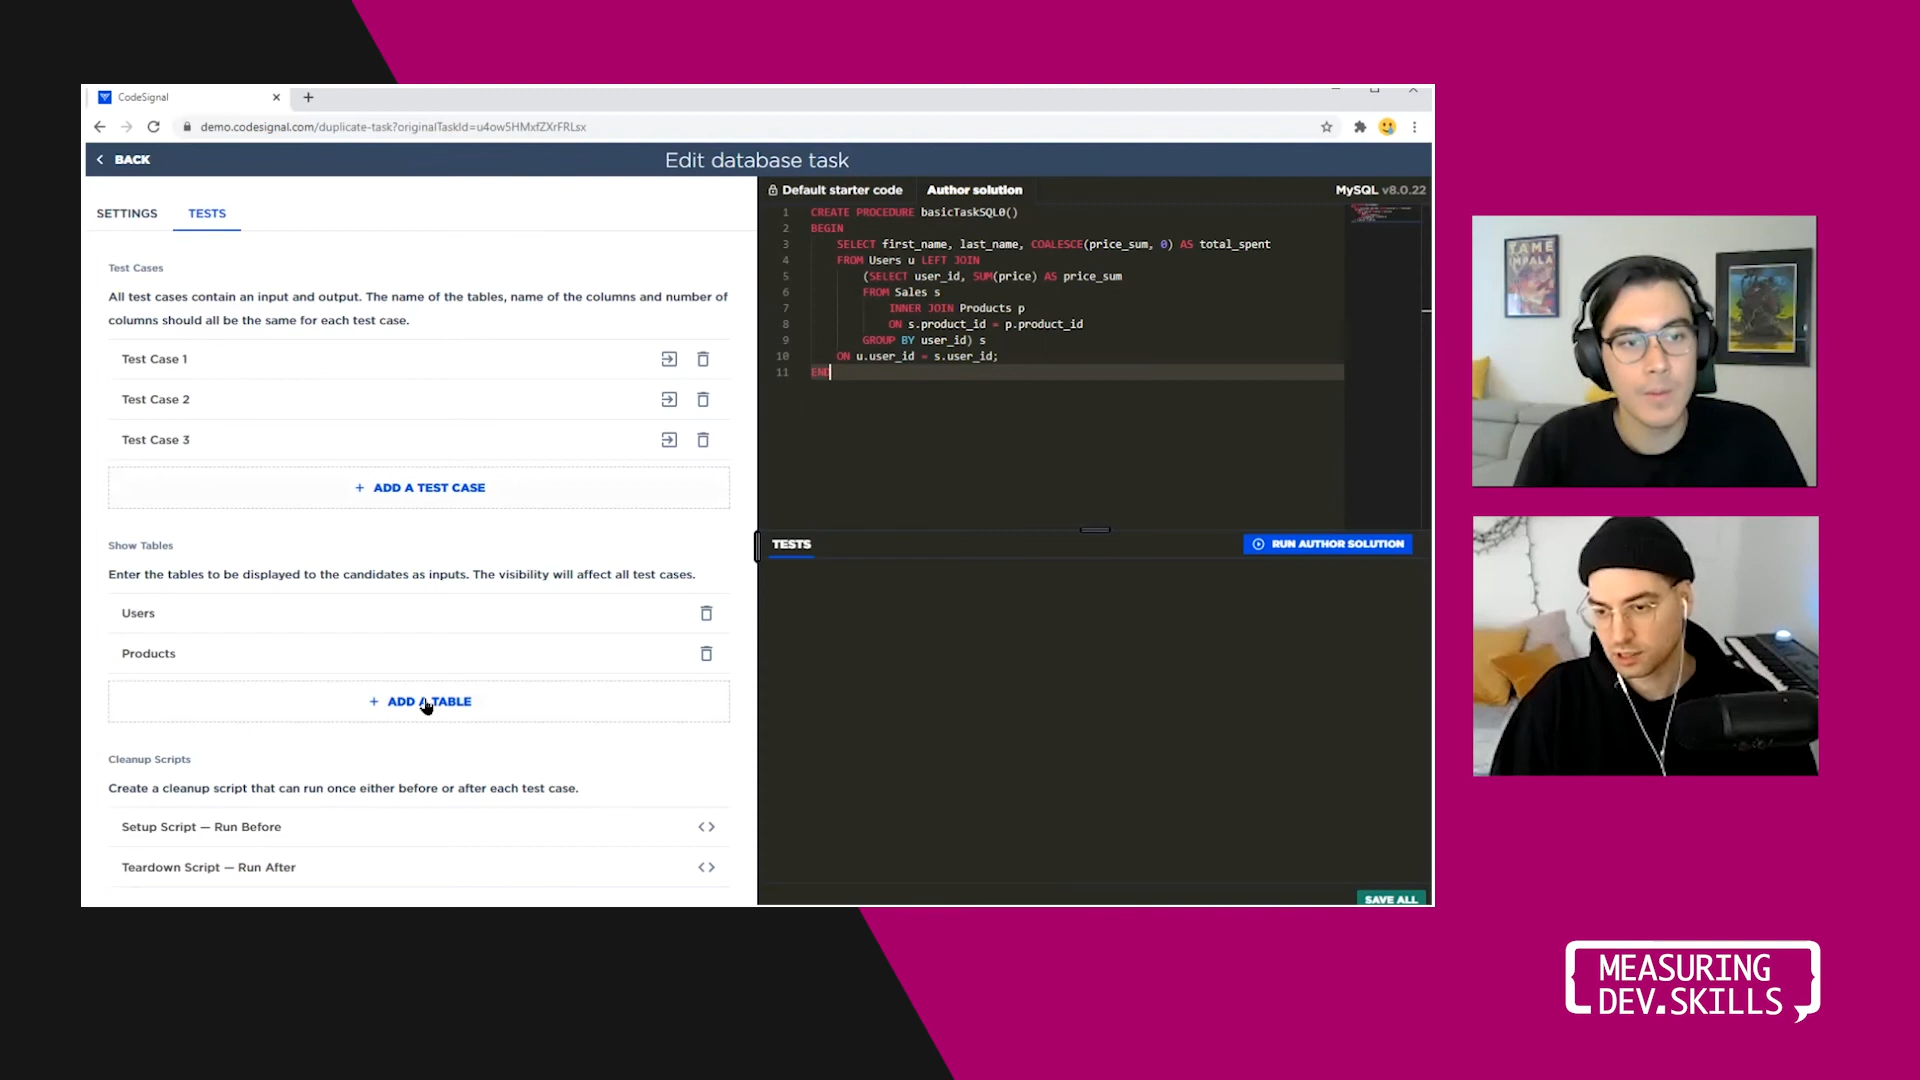 CodeSignal
demo.codesignal.com/duplicate-task?originalTaskId=u4ow5HMxfZXrFRLsx
BACK
Edit database task
SETTINGS
TESTS
Test Cases
All test cases contain an input and output. The name of the tables, name of the columns and number of
columns should all be the same for each test case.
Test Case 1
Test Case 2
Test Case 3
+ ADD A TEST CASE
Show Tables
Enter the tables to be displayed to the candidates as inputs. The visibility will affect all test cases.
Users
Products
+ ADD A TABLE
Cleanup Scripts
Create a cleanup script that can run once either before or after each test case.
Setup Script — Run Before
Teardown Script — Run After
Default starter code
Author solution
MySQL v8.0.22
1 CREATE PROCEDURE basicTaskSQL0()
2 BEGIN
3 SELECT first_name, last_name, COALESCE(price_sum, 0) AS total_spent
4 FROM Users u LEFT JOIN
5 (SELECT user_id, SUM(price) AS price_sum
6 FROM Sales s
7 INNER JOIN Products p
8 ON s.product_id = p.product_id
9 GROUP BY user_id) s
10 ON u.user_id = s.user_id;
11 END
TESTS
RUN AUTHOR SOLUTION
SAVE ALL
TAME
IMPALA
MEASURING
DEV.SKILLS